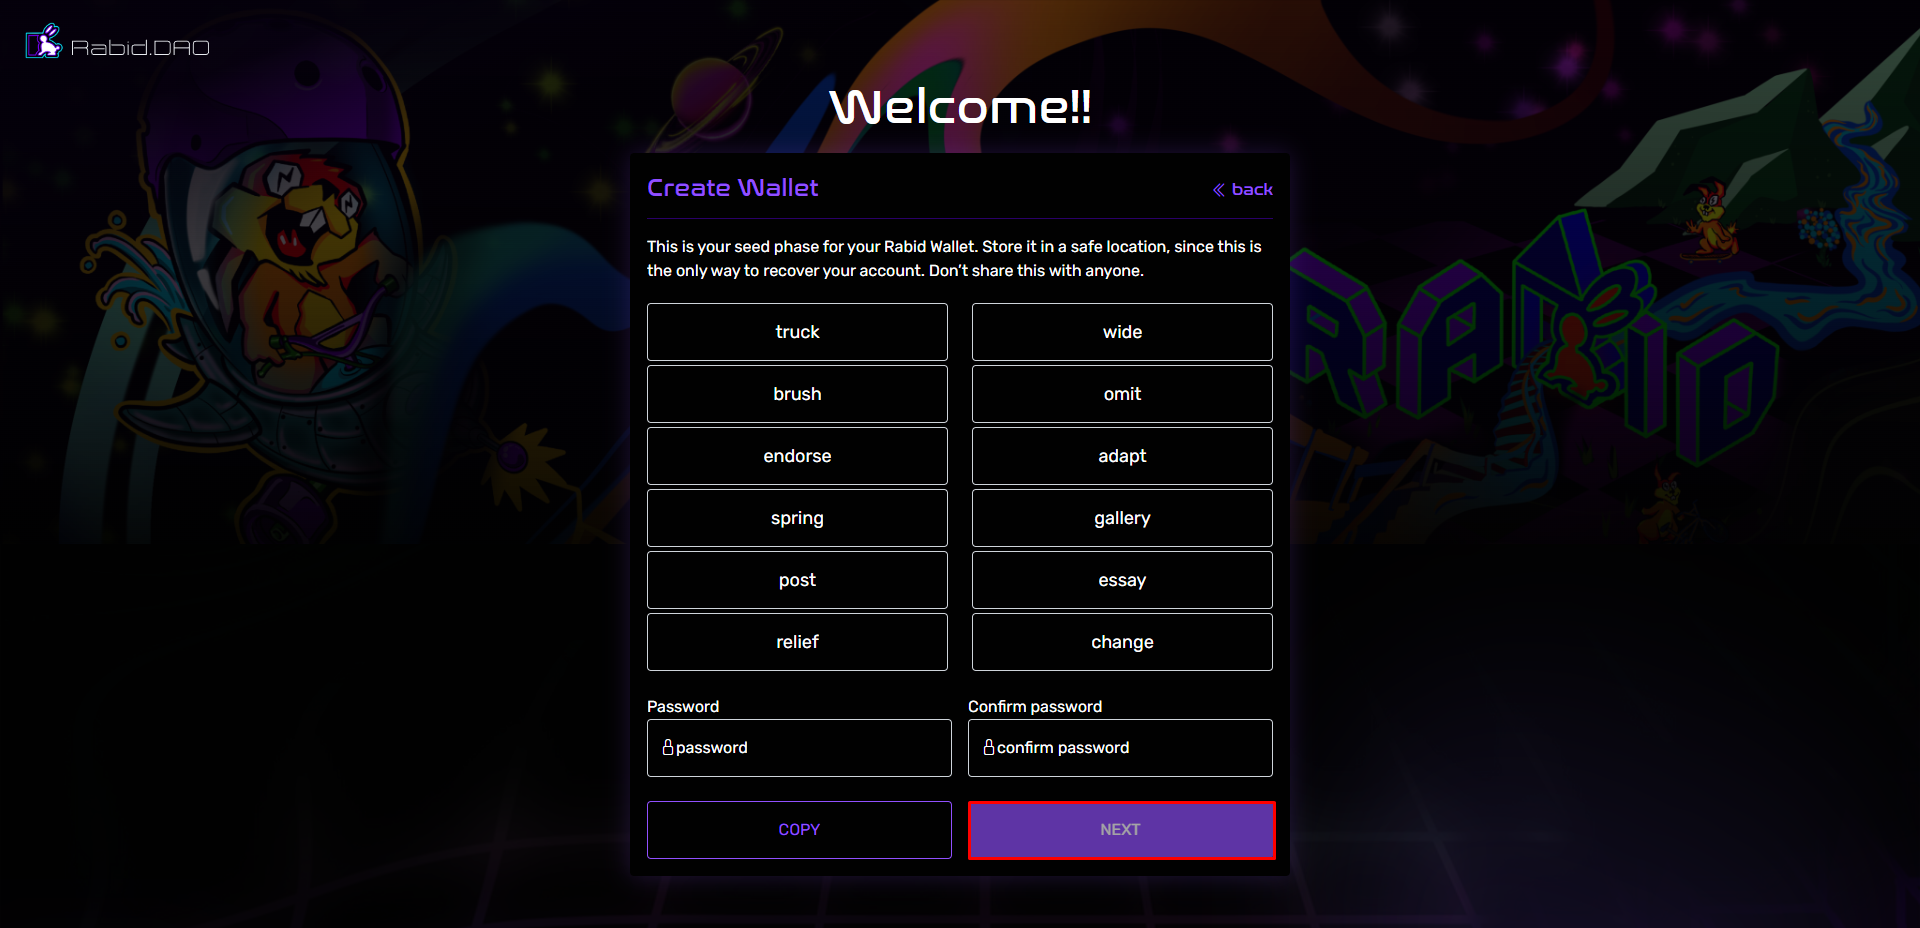 Rabid.DAO
Welcome!!
Create Wallet
back
This is your seed phase for your Rabid Wallet. Store it in a safe location, since this is
the only way to recover your account. Don't share this with anyone.
truck
wide
brush
omit
endorse
adapt
spring
gallery
post
essay
relief
change
Password
Confirm password
password
confirm password
COPY
NEXT
RABID